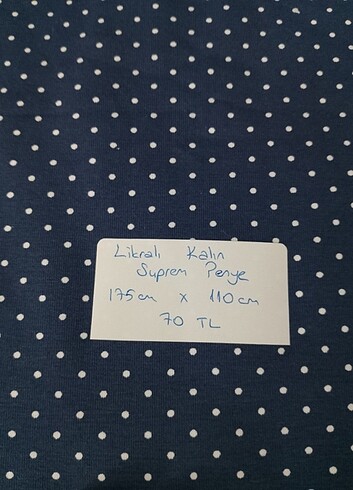 Likralı Kalın
Suprem Penye
175 cm x 110 cm
70 TL